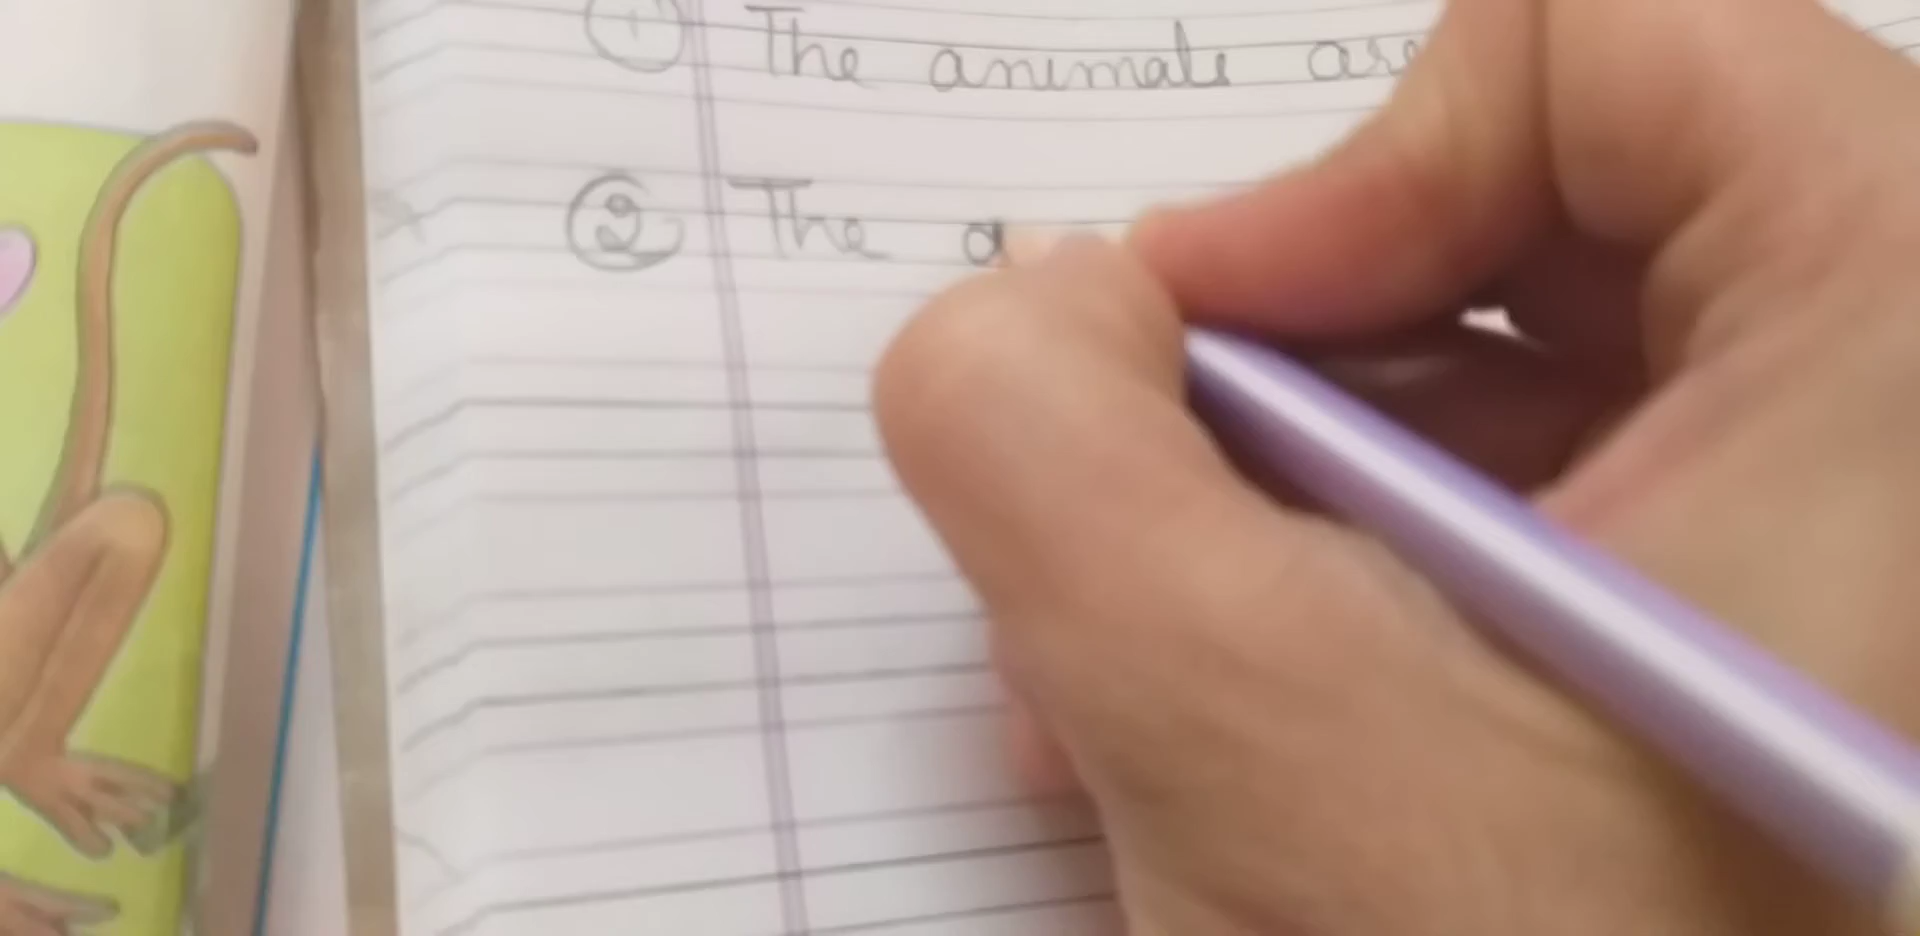 ① The animals are
② The a